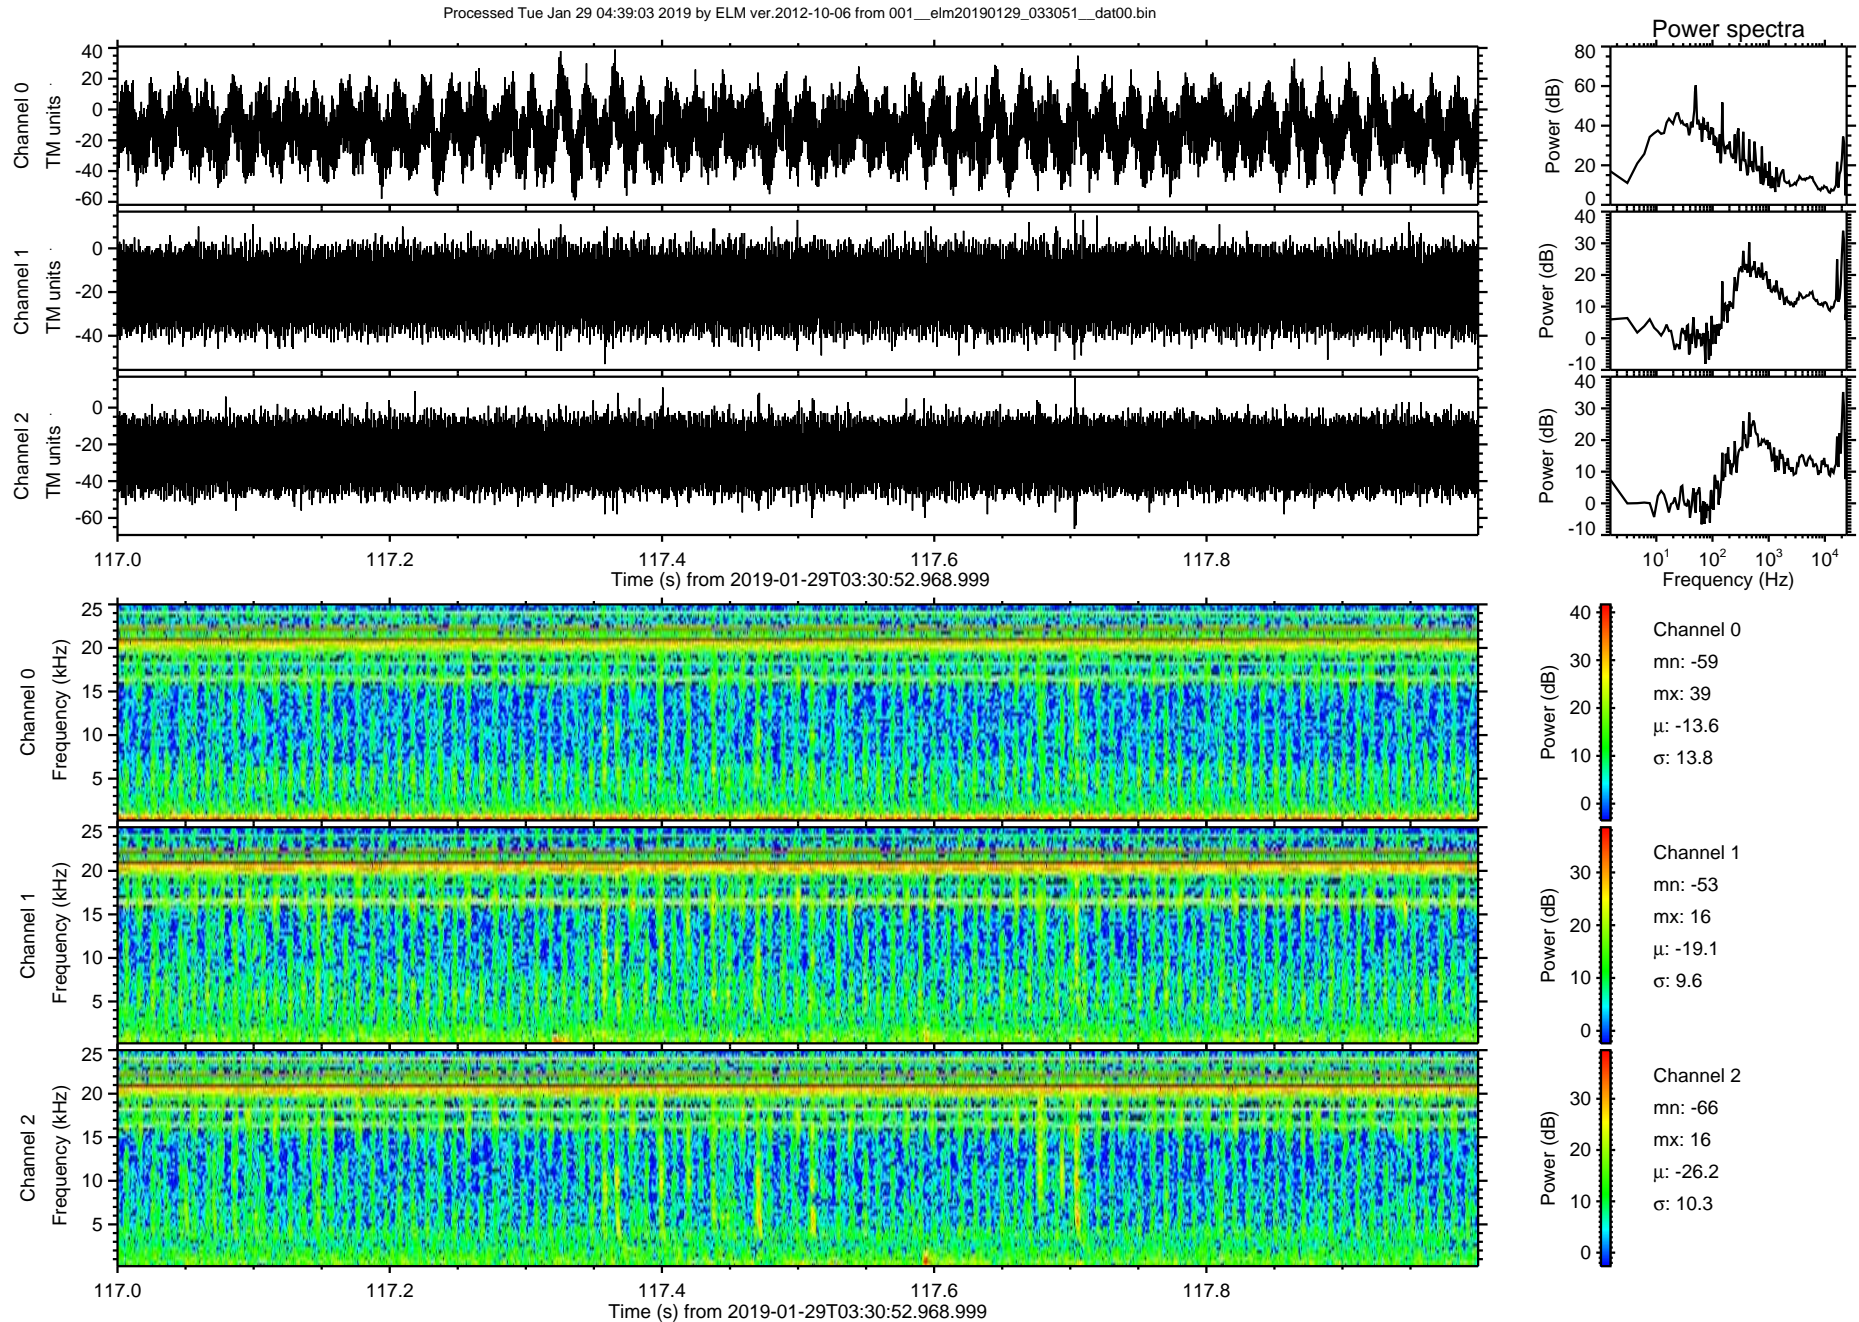 Processed Tue Jan 29 04:39:03 2019 by ELM ver.2012-10-06 from 001__elm20190129_033051__dat00.bin
Power spectra
Channel 0
TM units
40
20
0
-20
-40
-60
Power (dB)
80
60
40
20
0
Channel 1
TM units
0
-20
-40
Power (dB)
40
30
20
10
0
-10
Channel 2
TM units
0
-20
-40
-60
Power (dB)
40
30
20
10
0
-10
117.0 117.2 117.4 117.6 117.8
Time (s) from 2019-01-29T03:30:52.968.999
10¹ 10² 10³ 10⁴
Frequency (Hz)
Channel 0
Frequency (kHz)
25
20
15
10
5
Power (dB)
40
30
20
10
0
Channel 0
mn: -59
mx: 39
μ: -13.6
σ: 13.8
Channel 1
Frequency (kHz)
25
20
15
10
5
Power (dB)
30
20
10
0
Channel 1
mn: -53
mx: 16
μ: -19.1
σ: 9.6
Channel 2
Frequency (kHz)
25
20
15
10
5
Power (dB)
30
20
10
0
Channel 2
mn: -66
mx: 16
μ: -26.2
σ: 10.3
117.0 117.2 117.4 117.6 117.8
Time (s) from 2019-01-29T03:30:52.968.999